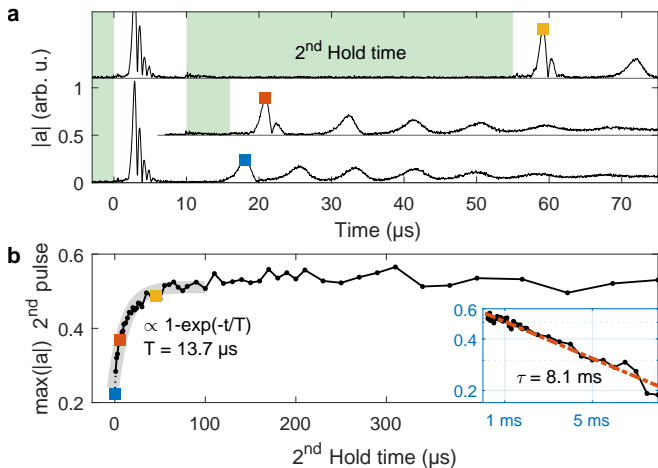 a
2nd Hold time
|a| (arb. u.)
1
0.5
0
0 10 20 30 40 50 60 70
Time (µs)
b
max(|a|) 2nd pulse
0.6
0.4
0.2
∝ 1-exp(-t/T)
T = 13.7 µs
0.6
0.4
0.2
τ = 8.1 ms
1 ms 5 ms
0 100 200 300
2nd Hold time (µs)